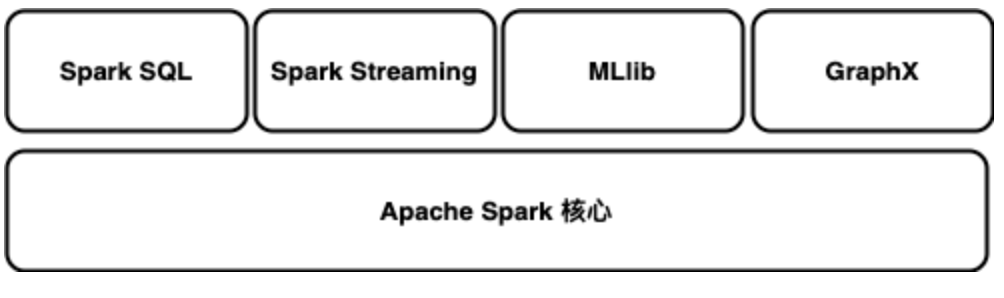 Spark SQL
Spark Streaming
MLlib
GraphX
Apache Spark 核心